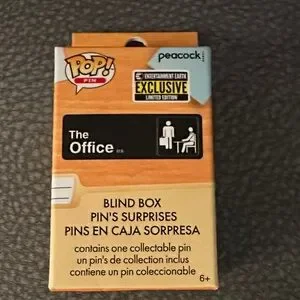 POP!
PIN
peacock
ENTERTAINMENT EARTH
EXCLUSIVE
LIMITED EDITION
The
Office
BLIND BOX
PIN'S SURPRISES
PINS EN CAJA SORPRESA
contains one collectable pin
un pin's de collection inclus
contiene un pin coleccionable
6+